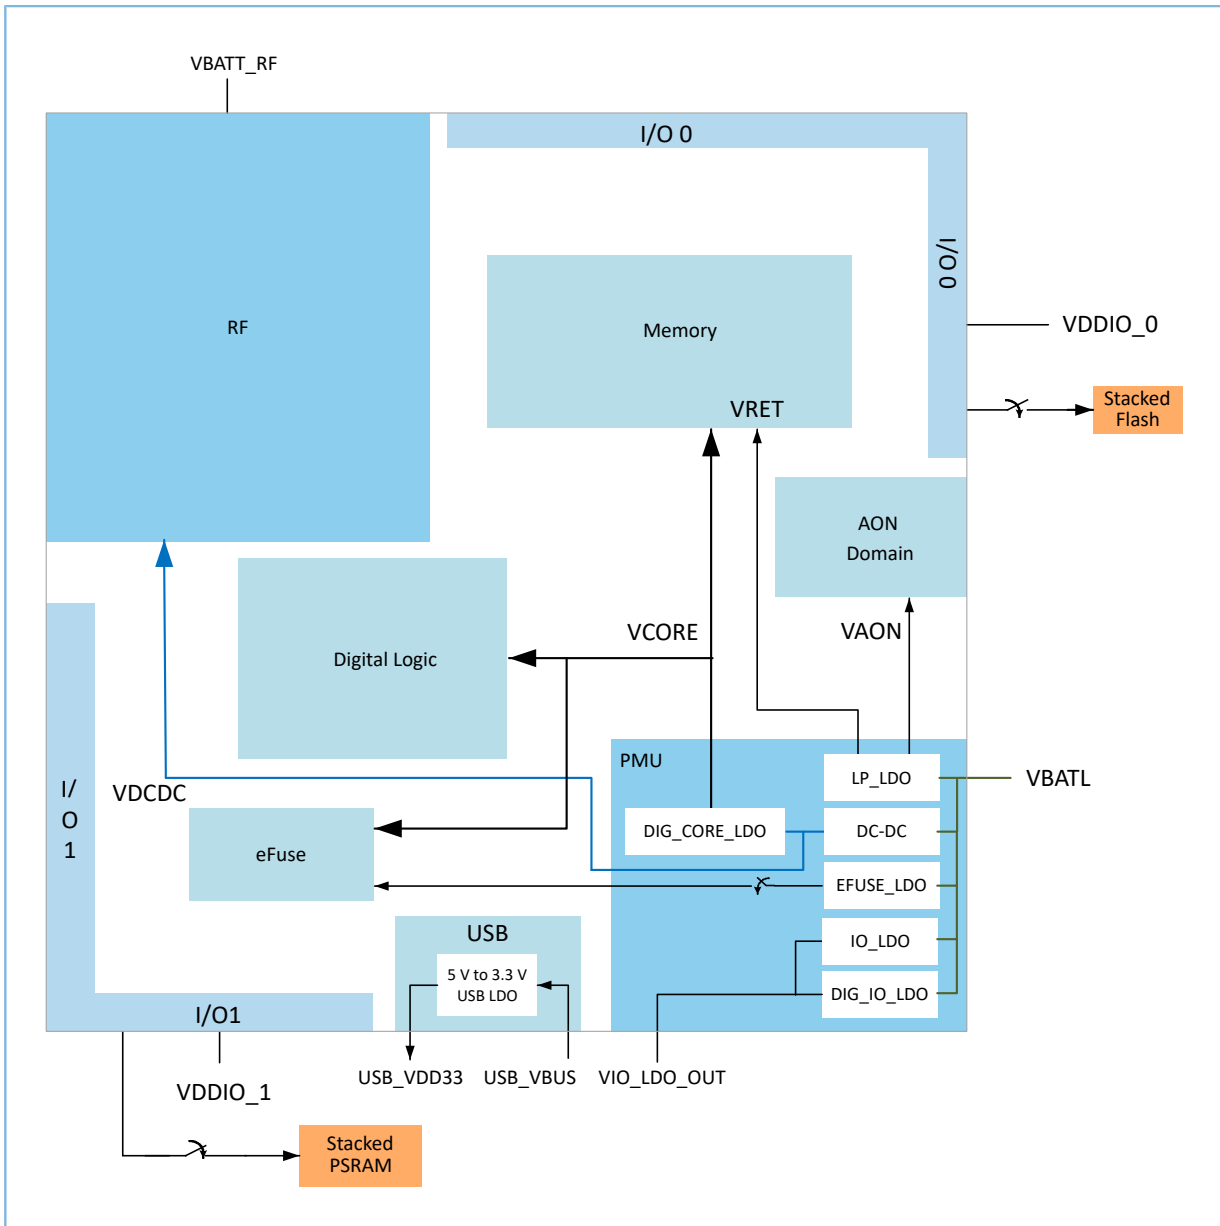 VBATT_RF
I/O 0
I/O 0
RF
Memory
VRET
VDDIO_0
Stacked
Flash
AON
Domain
VAON
VCORE
Digital Logic
PMU
LP_LDO
VBATL
VDCDC
I/
O
1
DIG_CORE_LDO
DC-DC
eFuse
EFUSE_LDO
USB
IO_LDO
5 V to 3.3 V
USB LDO
DIG_IO_LDO
I/O1
USB_VDD33
USB_VBUS
VIO_LDO_OUT
VDDIO_1
Stacked
PSRAM